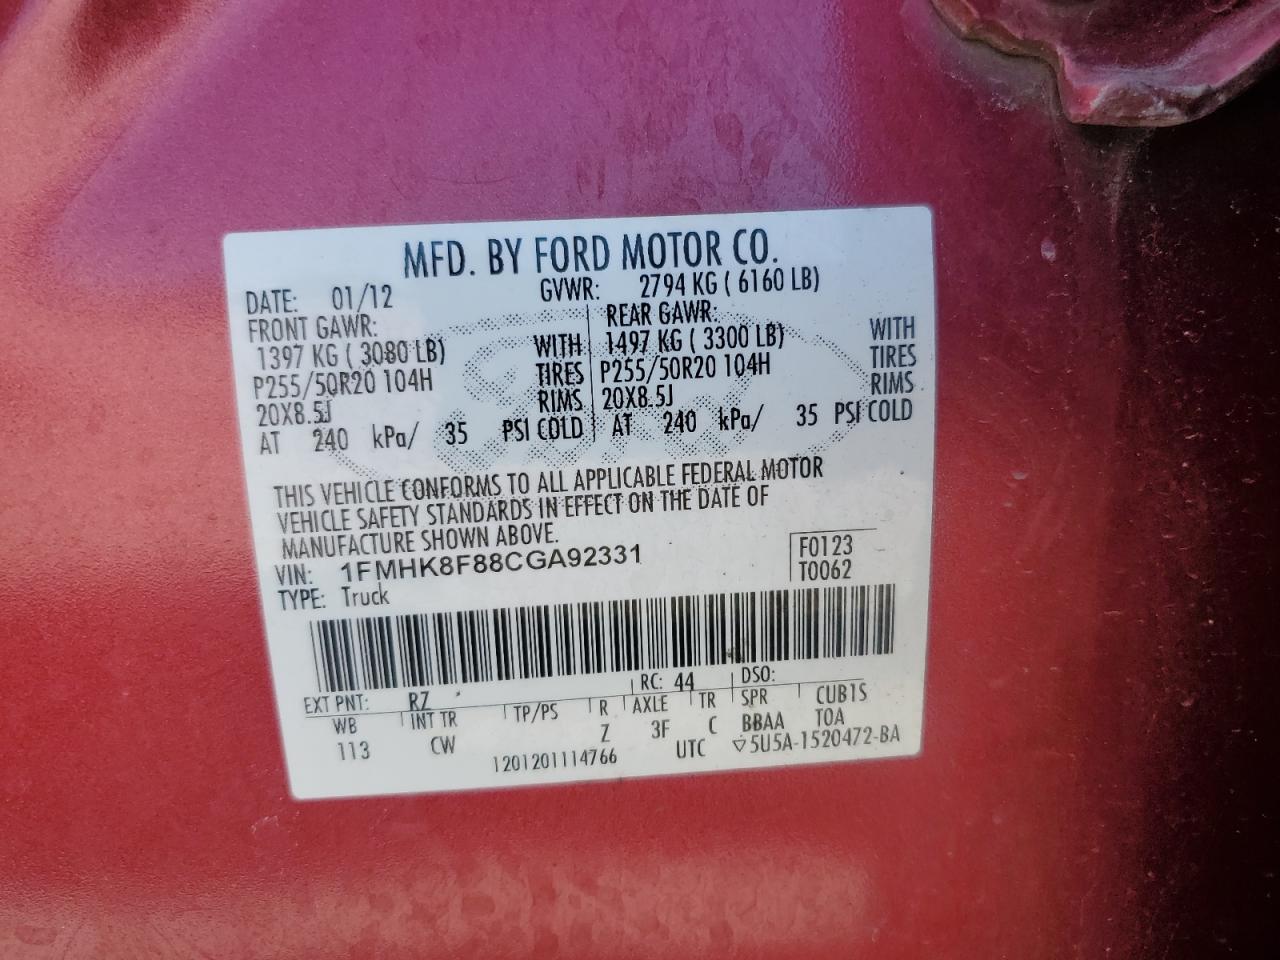 MFD. BY FORD MOTOR CO.
DATE: 01/12 GVWR: 2794 KG ( 6160 LB)
FRONT GAWR: REAR GAWR:
1397 KG ( 3080 LB) WITH 1497 KG ( 3300 LB) WITH
P255/50R20 104H TIRES P255/50R20 104H TIRES
20X8.5J RIMS 20X8.5J RIMS
AT 240 kPa/ 35 PSI COLD AT 240 kPa/ 35 PSI COLD
THIS VEHICLE CONFORMS TO ALL APPLICABLE FEDERAL MOTOR
VEHICLE SAFETY STANDARDS IN EFFECT ON THE DATE OF
MANUFACTURE SHOWN ABOVE.
VIN: 1FMHK8F88CGA92331 F0123
TYPE: Truck T0062
EXT PNT: RZ RC: 44 DSO:
WB INT TR TP/PS R AXLE TR SPR CUB1S
113 CW Z 3F C BBAA TOA
1201201114766 UTC ▽5U5A-1520472-BA